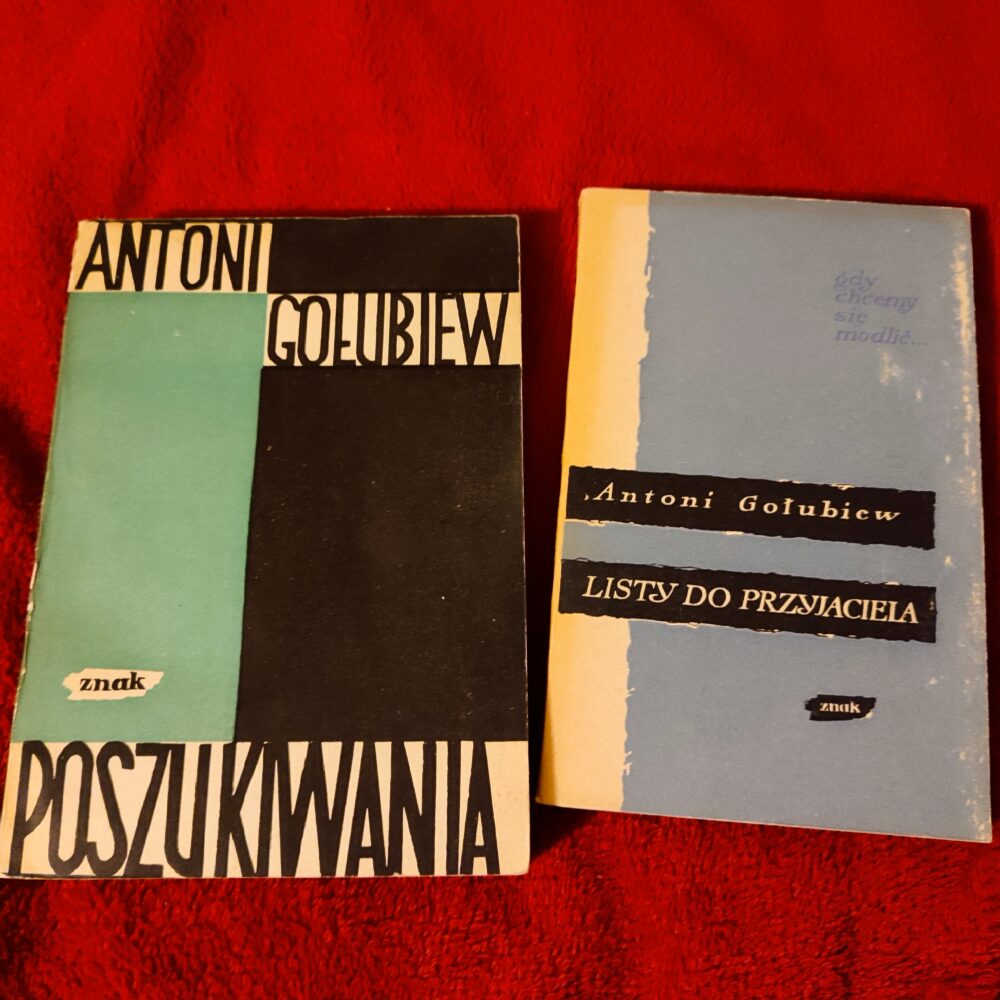 ANTONI
GOŁUBIEW
znak
POSZUKIWANIA
gdy
chcemy
się
modlić...
Antoni Gołubiew
LISTY DO PRZYJACIELA
znak